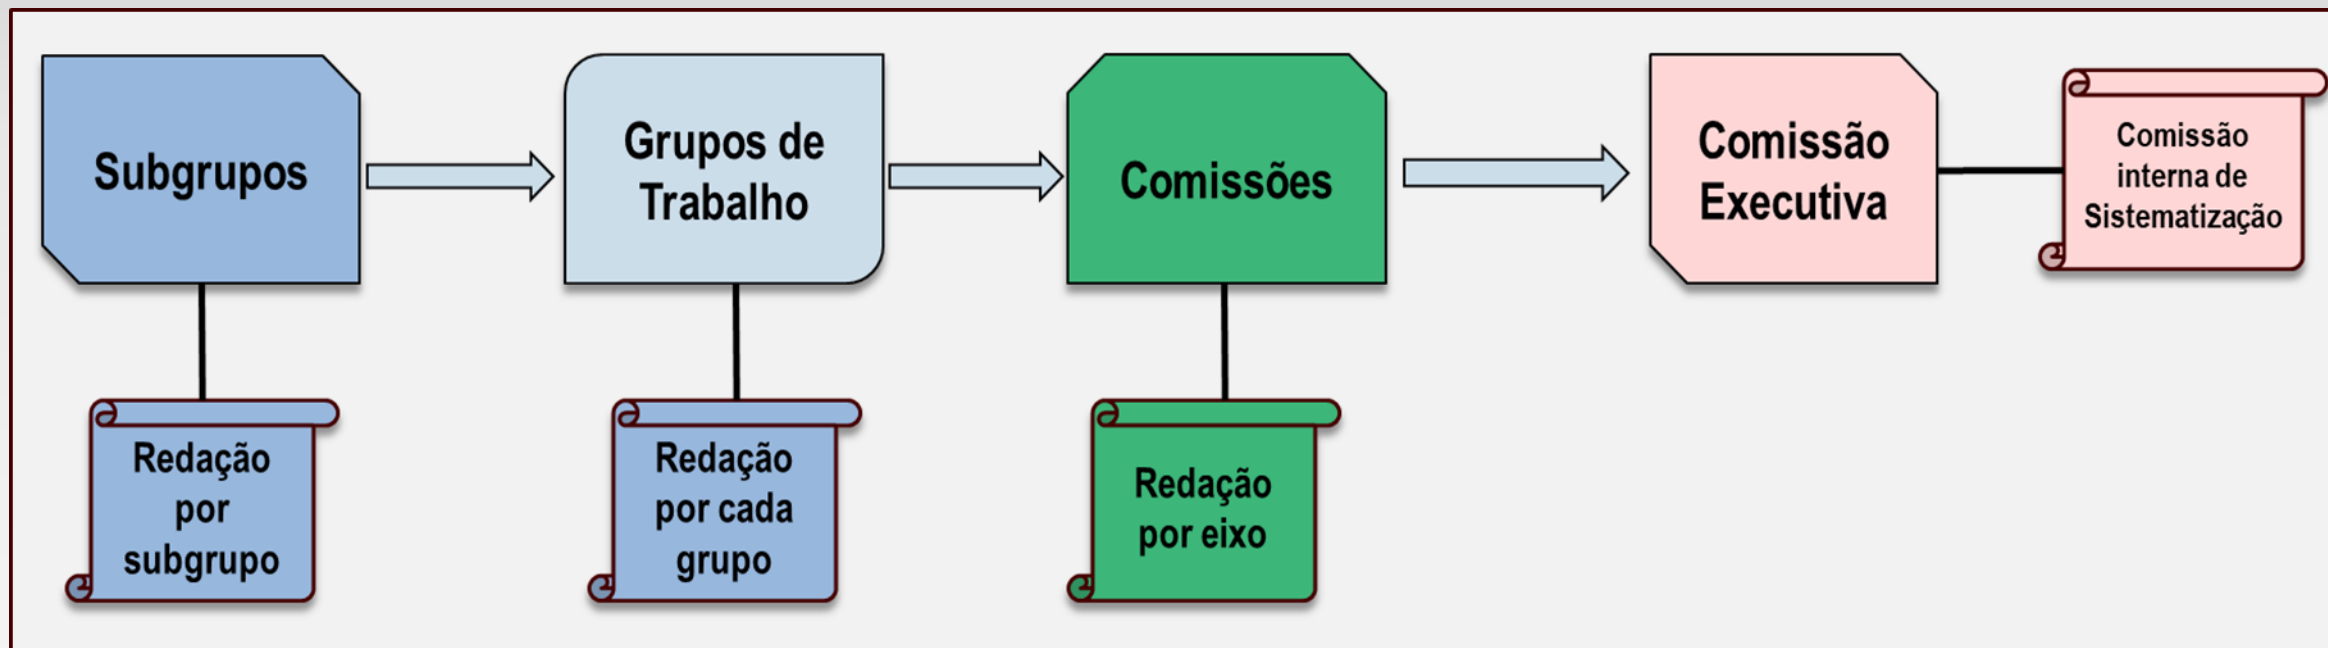 Subgrupos
Grupos de
Trabalho
Comissões
Comissão
Executiva
Comissão
interna de
Sistematização
Redação
por
subgrupo
Redação
por cada
grupo
Redação
por eixo